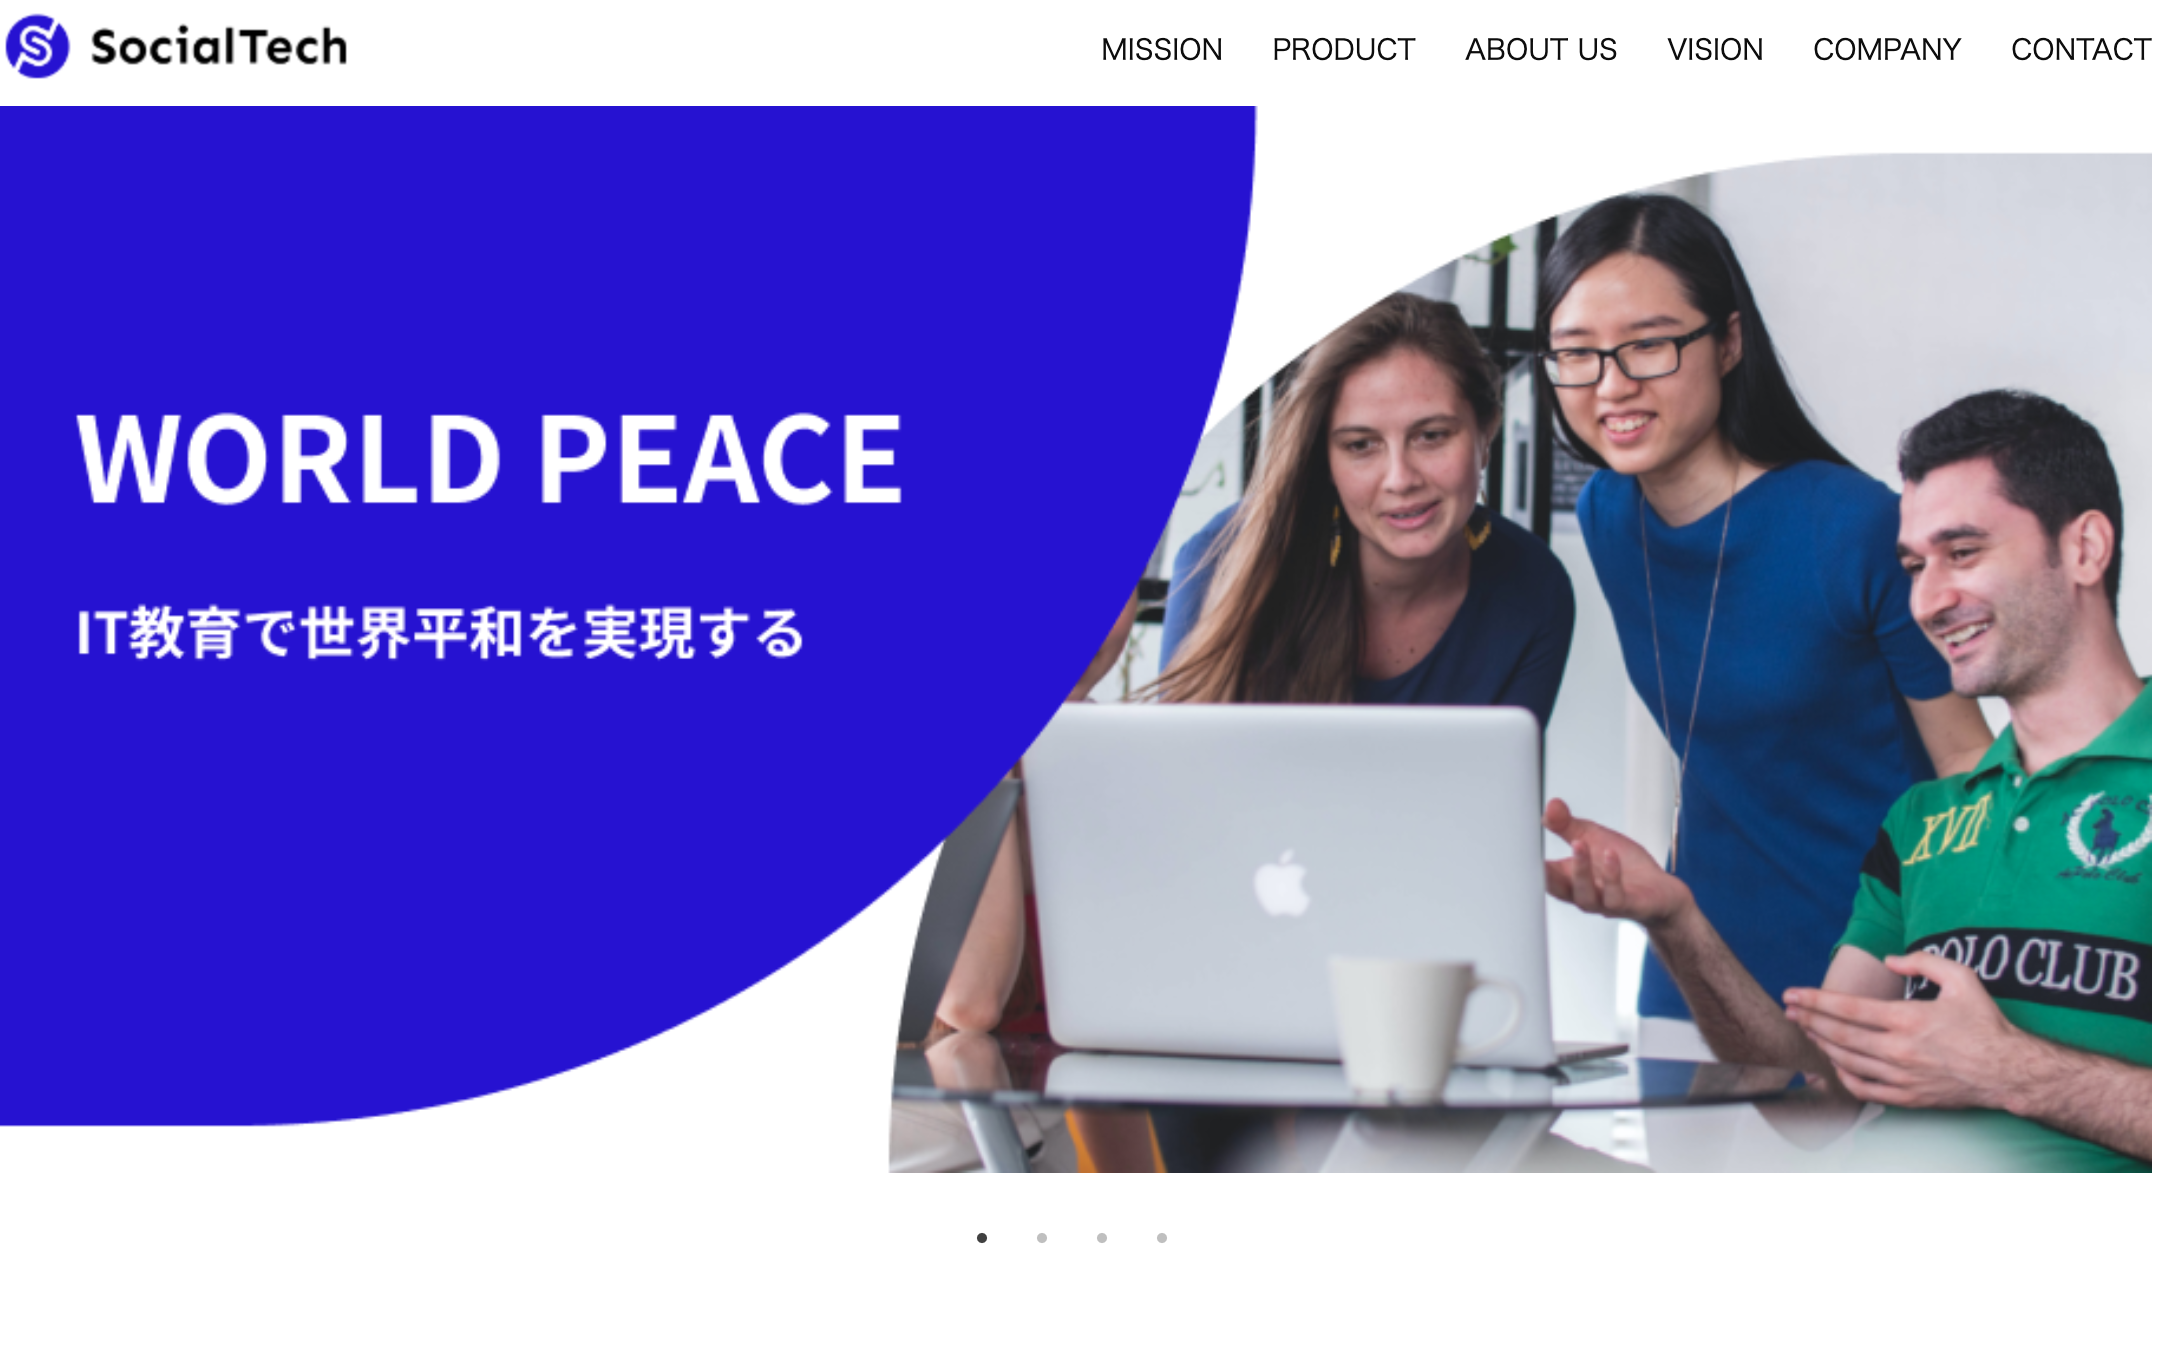 SocialTech
MISSION PRODUCT ABOUT US VISION COMPANY CONTACT
WORLD PEACE
IT教育で世界平和を実現する
XVII
POLO CLUB